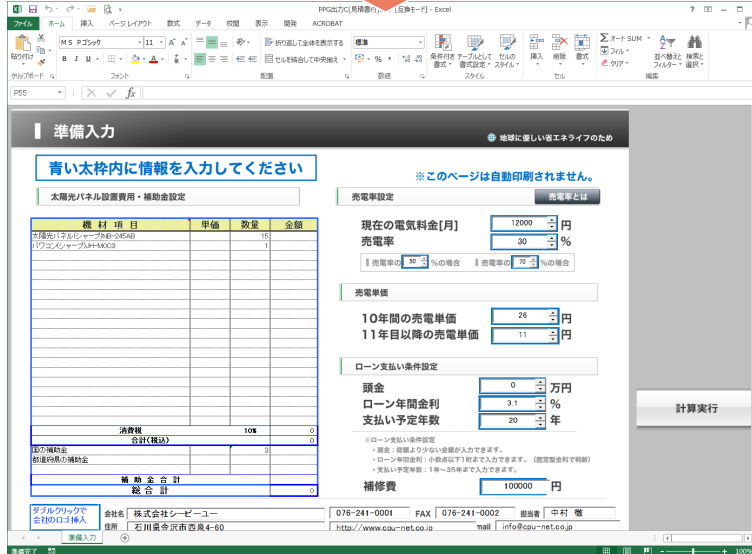 PPG出力C[見積書行]
[互換モード] - Excel
ファイル ホーム 挿入 ページ レイアウト 数式 データ 校閲 表示 開発 ACROBAT
MS Pゴシック 11
折り返して全体を表示する
標準
オート SUM
貼り付け
B I U
セルを結合して中央揃え
条件付き 書式
テーブルとして 書式設定
セルの スタイル
挿入 削除 書式
フィル
クリア
並べ替えと フィルター
検索と 選択
クリップボード フォント 配置 数値 スタイル セル 編集
P55
fx
準備入力
地球に優しい省エネライフのため
青い太枠内に情報を入力してください
※このページは自動印刷されません。
太陽光パネル設置費用・補助金設定
機 材 項 目 単価 数量 金額
太陽光パネル(シャープ)NB-245AB 15
パワコン(シャープ)JH-M0C3 1
消費税 10% 0
合計(税込) 0
国の補助金 3
都道府県の補助金
補 助 金 合 計
総 合 計 0
売電率設定
売電率とは
現在の電気料金[月] 12000 円
売電率 30 %
売電率の 50 %の場合
売電率の 70 %の場合
売電単価
10年間の売電単価 26 円
11年目以降の売電単価 11 円
ローン支払い条件設定
頭金 0 万円
ローン年間金利 3.1 %
支払い予定年数 20 年
※ローン支払い条件設定
・頭金：総額より少ない金額が入力できます。
・ローン年間金利：小数点以下1桁まで入力できます。（固定型金利で判断）
・支払い予定年数：1年～35年まで入力できます。
補修費 100000 円
計算実行
ダブルクリックで
会社のロゴ挿入
会社名 株式会社シーピーユー
076-241-0001 FAX 076-241-0002 担当者 中村 徹
住所 石川県金沢市西泉4-60
http://www.cpu-net.co.jp mail info@cpu-net.co.jp
準備入力
準備完了
100%